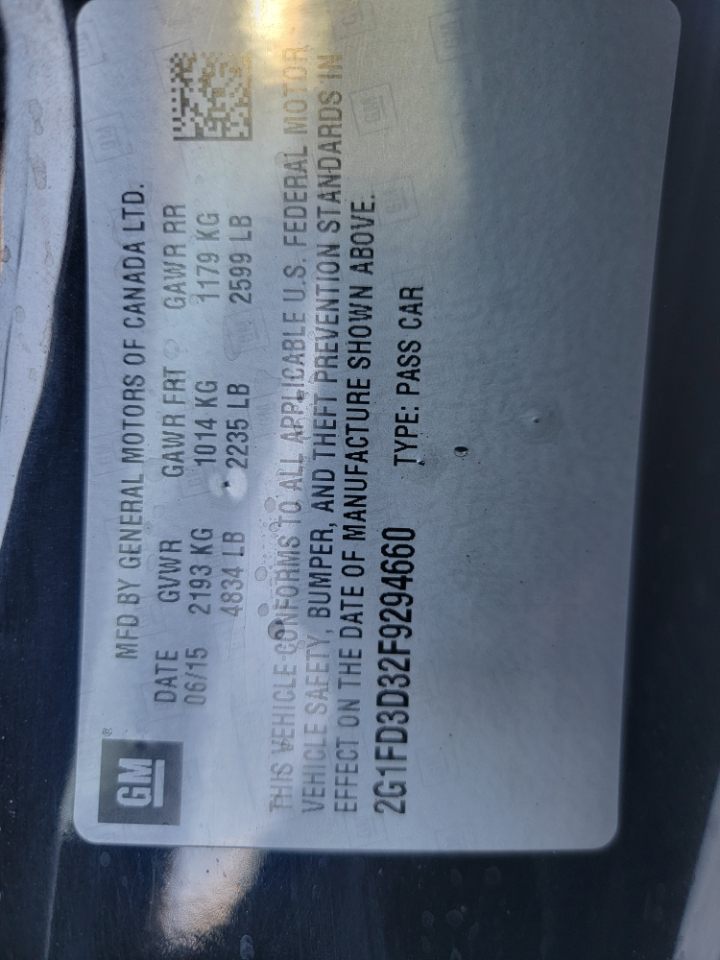 GM®
MFD BY GENERAL MOTORS OF CANADA LTD.
DATE GVWR GAWR FRT GAWR RR
06/15 2193 KG 1014 KG 1179 KG
4834 LB 2235 LB 2599 LB
THIS VEHICLE CONFORMS TO ALL APPLICABLE U.S. FEDERAL MOTOR
VEHICLE SAFETY, BUMPER, AND THEFT PREVENTION STANDARDS IN
EFFECT ON THE DATE OF MANUFACTURE SHOWN ABOVE.
2G1FD3D32F9294660 TYPE: PASS CAR